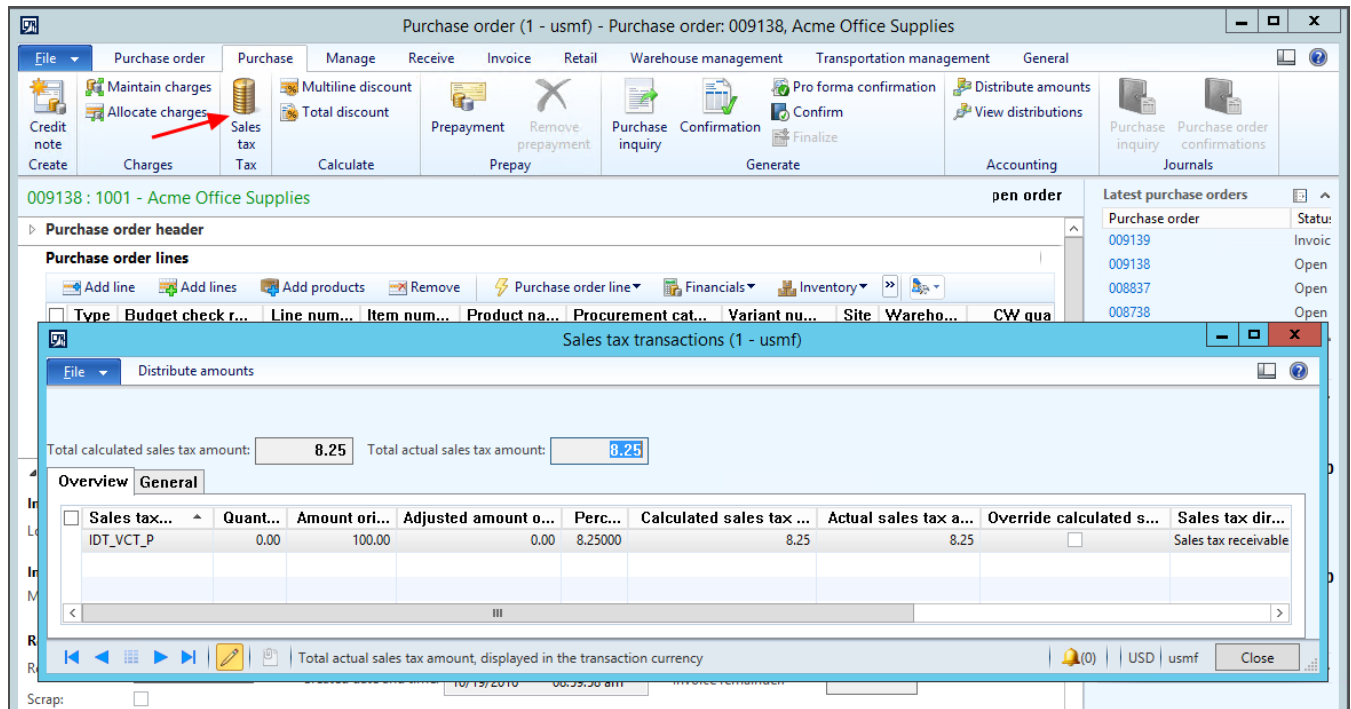 Purchase order (1 - usmf) - Purchase order: 009138, Acme Office Supplies
File Purchase order Purchase Manage Receive Invoice Retail Warehouse management Transportation management General
Credit note
Create
Maintain charges
Allocate charges
Charges
Sales tax
Tax
Multiline discount
Total discount
Calculate
Prepayment
Remove prepayment
Prepay
Purchase inquiry
Confirmation
Pro forma confirmation
Confirm
Finalize
Generate
Distribute amounts
View distributions
Accounting
Purchase inquiry
Purchase order confirmations
Journals
009138 : 1001 - Acme Office Supplies
pen order
Purchase order header
Purchase order lines
Add line Add lines Add products Remove Purchase order line Financials Inventory »
Type Budget check r... Line num... Item num... Product na... Procurement cat... Variant nu... Site Wareho... CW qua
Latest purchase orders
Purchase order Status
009139 Invoic
009138 Open
008837 Open
008738 Open
Sales tax transactions (1 - usmf)
File Distribute amounts
Total calculated sales tax amount: 8.25 Total actual sales tax amount: 8.25
Overview General
Sales tax... Quant... Amount ori... Adjusted amount o... Perc... Calculated sales tax ... Actual sales tax a... Override calculated s... Sales tax dir...
IDT_VCT_P 0.00 100.00 0.00 8.25000 8.25 8.25 Sales tax receivable
Total actual sales tax amount, displayed in the transaction currency
(0) USD usmf Close
Scrap: